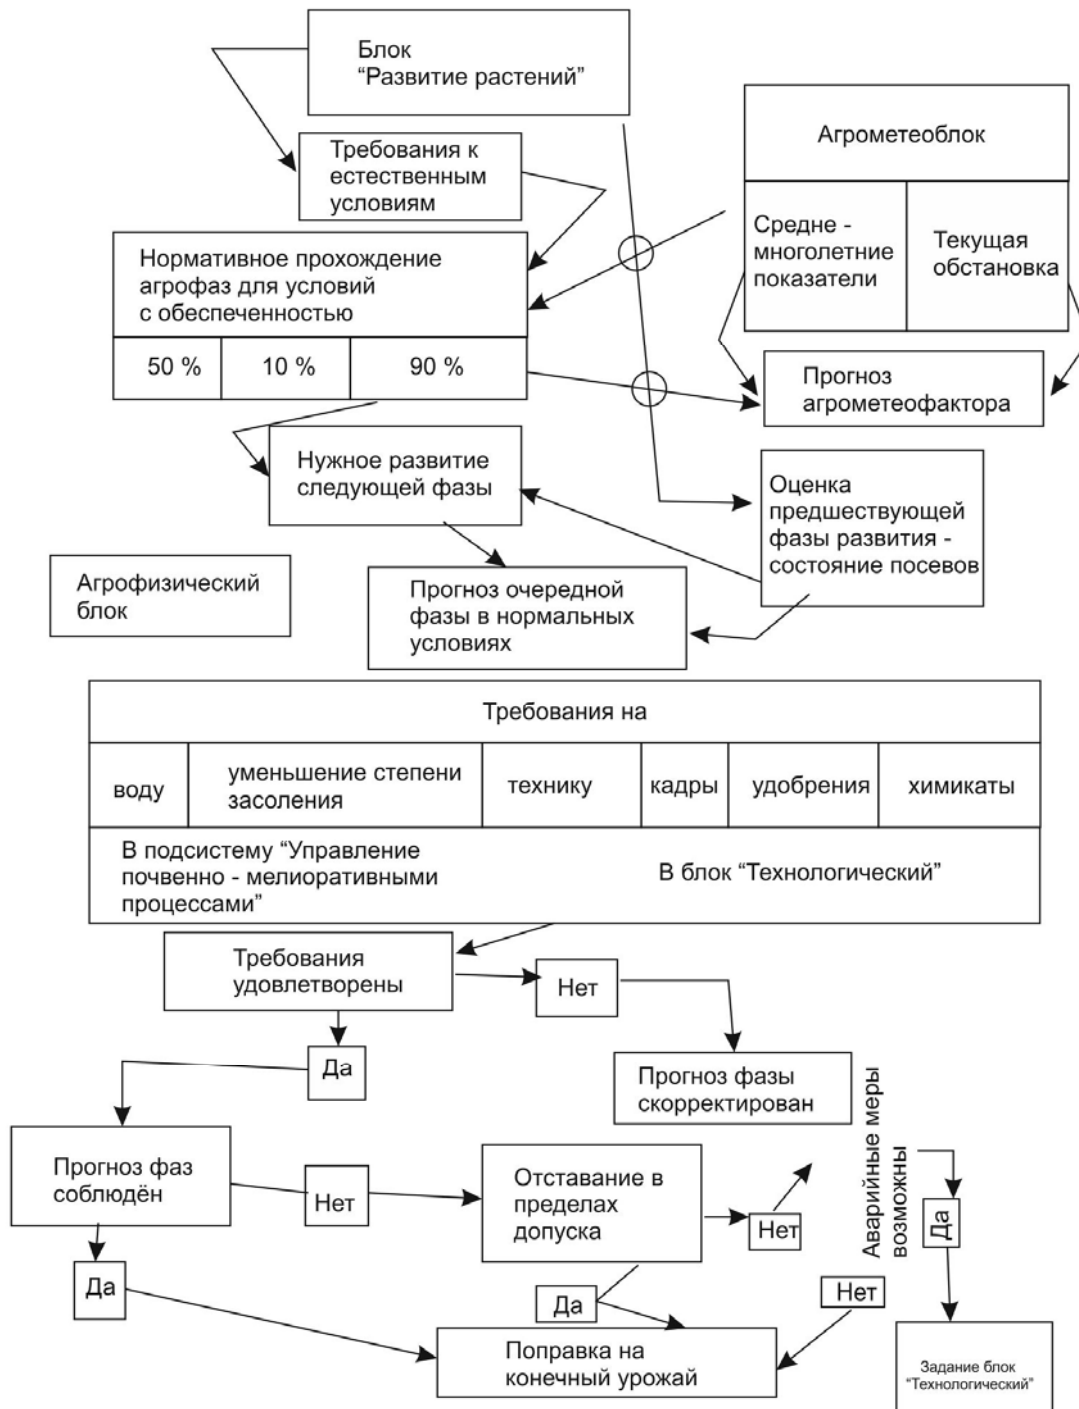 Блок
“Развитие растений”
Требования к
естественным
условиям
Агрометеоблок
Средне -
многолетние
показатели
Текущая
обстановка
Нормативное прохождение
агрофаз для условий
с обеспеченностью
50 %
10 %
90 %
Прогноз
агрометеофактора
Нужное развитие
следующей фазы
Оценка
предшествующей
фазы развития -
состояние посевов
Агрофизический
блок
Прогноз очередной
фазы в нормальных
условиях
Требования на
воду
уменьшение степени
засоления
технику
кадры
удобрения
химикаты
В подсистему “Управление
почвенно - мелиоративными
процессами”
В блок “Технологический”
Требования
удовлетворены
Нет
Да
Прогноз фазы
скорректирован
Прогноз фаз
соблюдён
Нет
Отставание в
пределах
допуска
Нет
Аварийные меры
возможны
Да
Да
Да
Нет
Поправка на
конечный урожай
Задание блок
“Технологический”